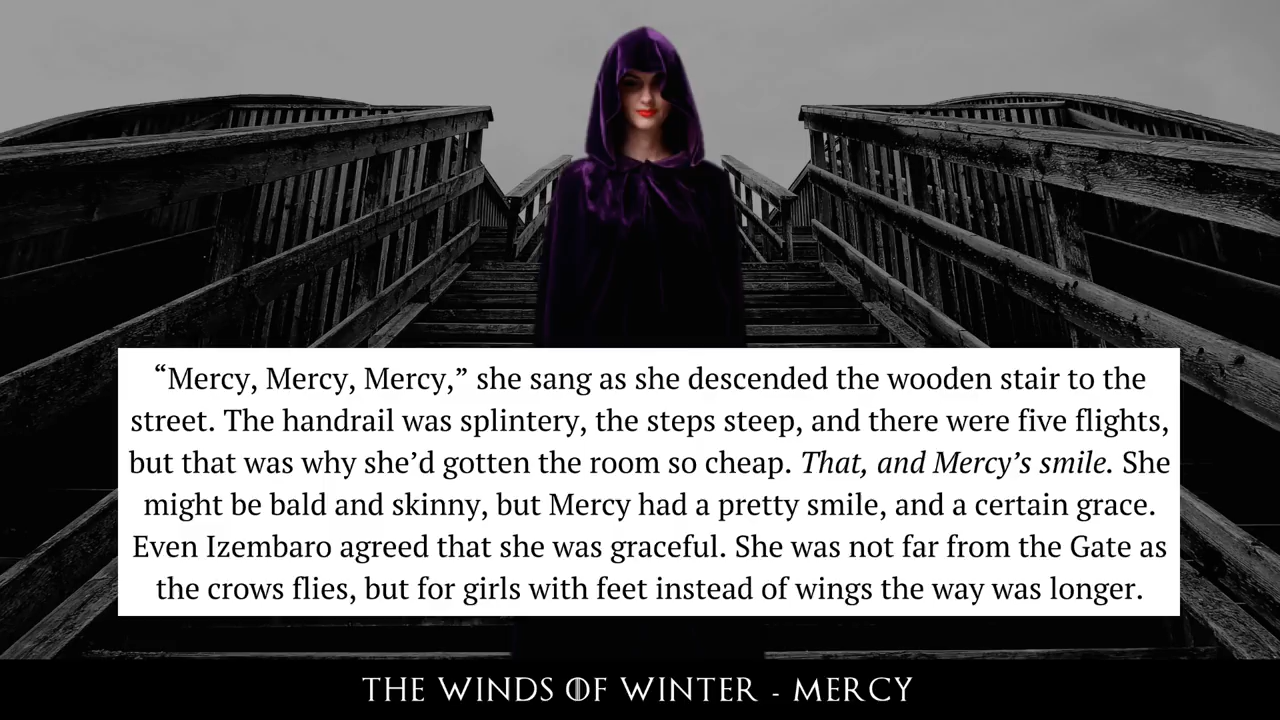 “Mercy, Mercy, Mercy,” she sang as she descended the wooden stair to the
street. The handrail was splintery, the steps steep, and there were five flights,
but that was why she’d gotten the room so cheap. That, and Mercy’s smile. She
might be bald and skinny, but Mercy had a pretty smile, and a certain grace.
Even Izembaro agreed that she was graceful. She was not far from the Gate as
the crows flies, but for girls with feet instead of wings the way was longer.
THE WINDS OF WINTER - MERCY